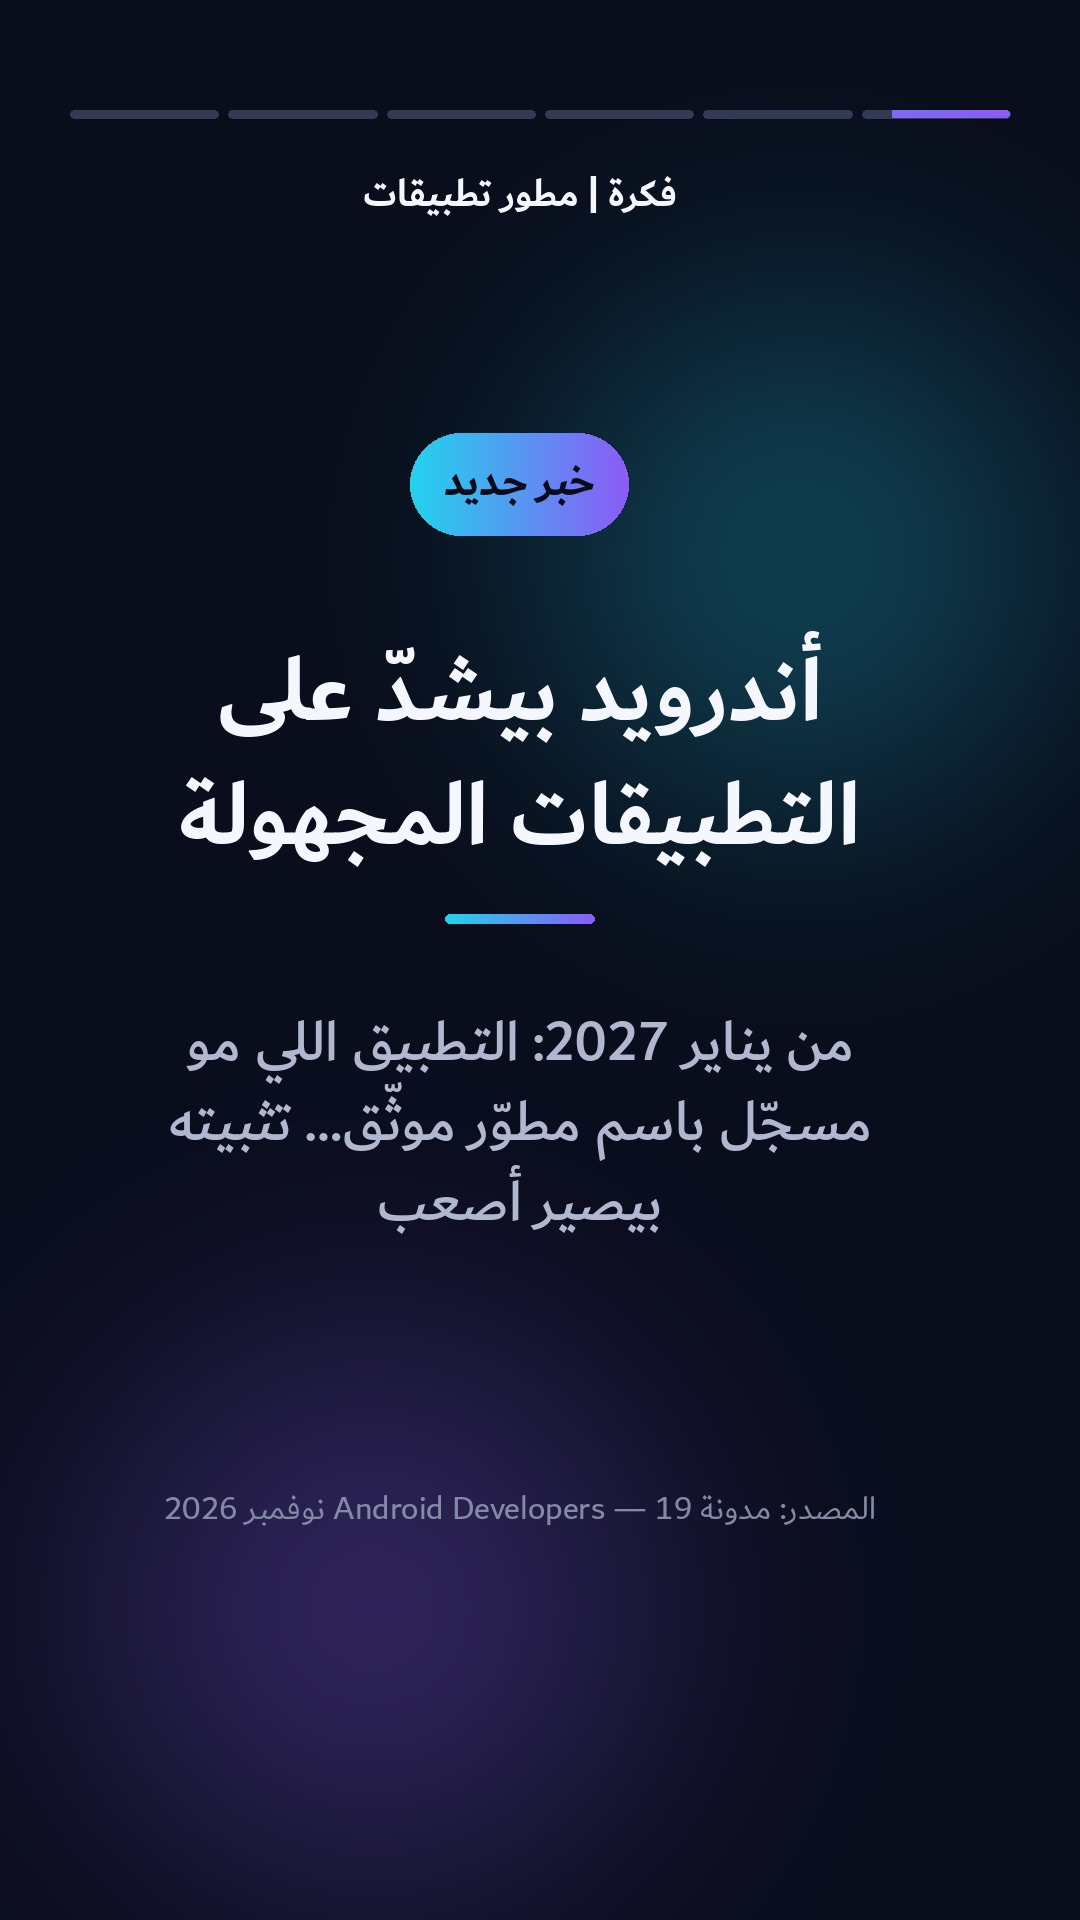 فكرة | مطور تطبيقات
خبر جديد
أندرويد بيشدّ على
التطبيقات المجهولة
من يناير 2027: التطبيق اللي مو
مسجّل باسم مطوّر موثّق... تثبيته
بيصير أصعب
المصدر: مدونة Android Developers — 19 نوفمبر 2026